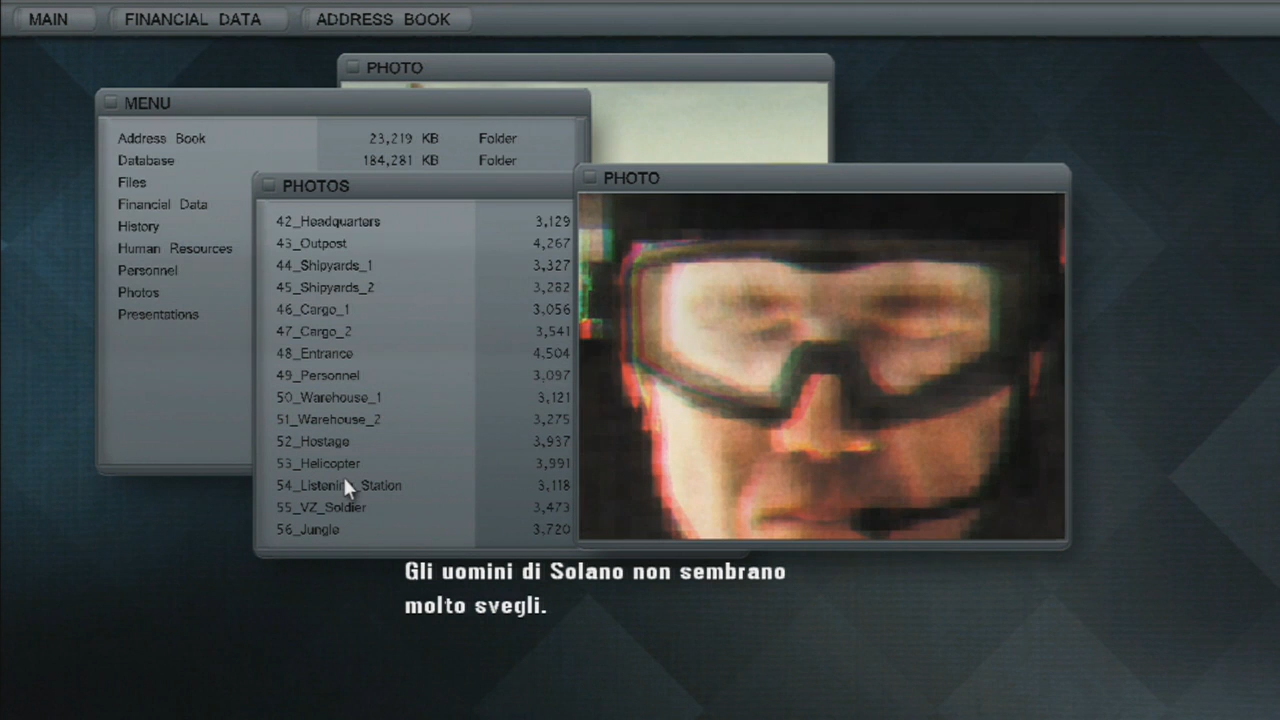 MAIN FINANCIAL DATA ADDRESS BOOK
PHOTO
MENU
Address Book 23,219 KB Folder
Database 184,281 KB Folder
Files
Financial Data
History
Human Resources
Personnel
Photos
Presentations
PHOTOS
42_Headquarters 3,129
43_Outpost 4,267
44_Shipyards_1 3,327
45_Shipyards_2 3,282
46_Cargo_1 3,056
47_Cargo_2 3,541
48_Entrance 4,504
49_Personnel 3,097
50_Warehouse_1 3,121
51_Warehouse_2 3,275
52_Hostage 3,937
53_Helicopter 3,991
54_Listening_Station 3,118
55_VZ_Soldier 3,473
56_Jungle 3,720
PHOTO
Gli uomini di Solano non sembrano
molto svegli.